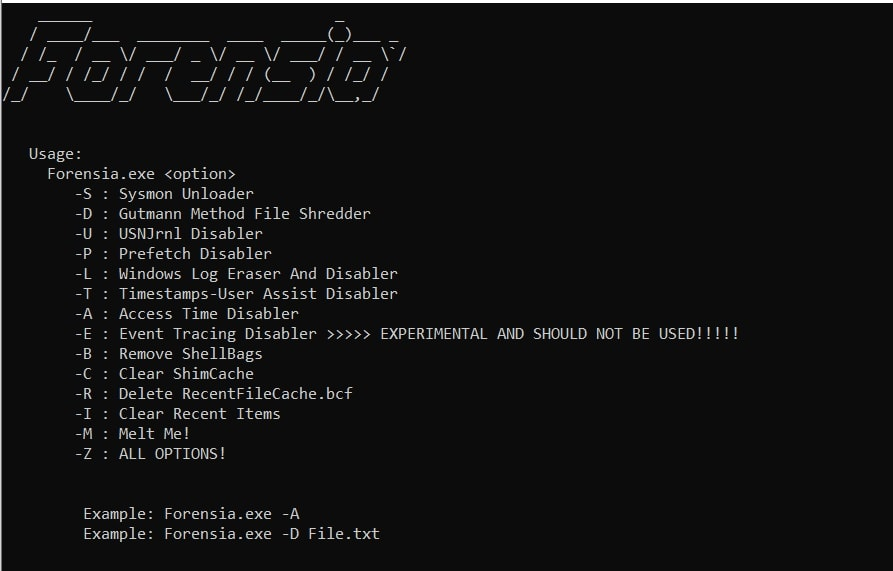 Forensia
Usage:
Forensia.exe <option>
-S : Sysmon Unloader
-D : Gutmann Method File Shredder
-U : USNJrnl Disabler
-P : Prefetch Disabler
-L : Windows Log Eraser And Disabler
-T : Timestamps-User Assist Disabler
-A : Access Time Disabler
-E : Event Tracing Disabler >>>>> EXPERIMENTAL AND SHOULD NOT BE USED!!!!!
-B : Remove ShellBags
-C : Clear ShimCache
-R : Delete RecentFileCache.bcf
-I : Clear Recent Items
-M : Melt Me!
-Z : ALL OPTIONS!
Example: Forensia.exe -A
Example: Forensia.exe -D File.txt